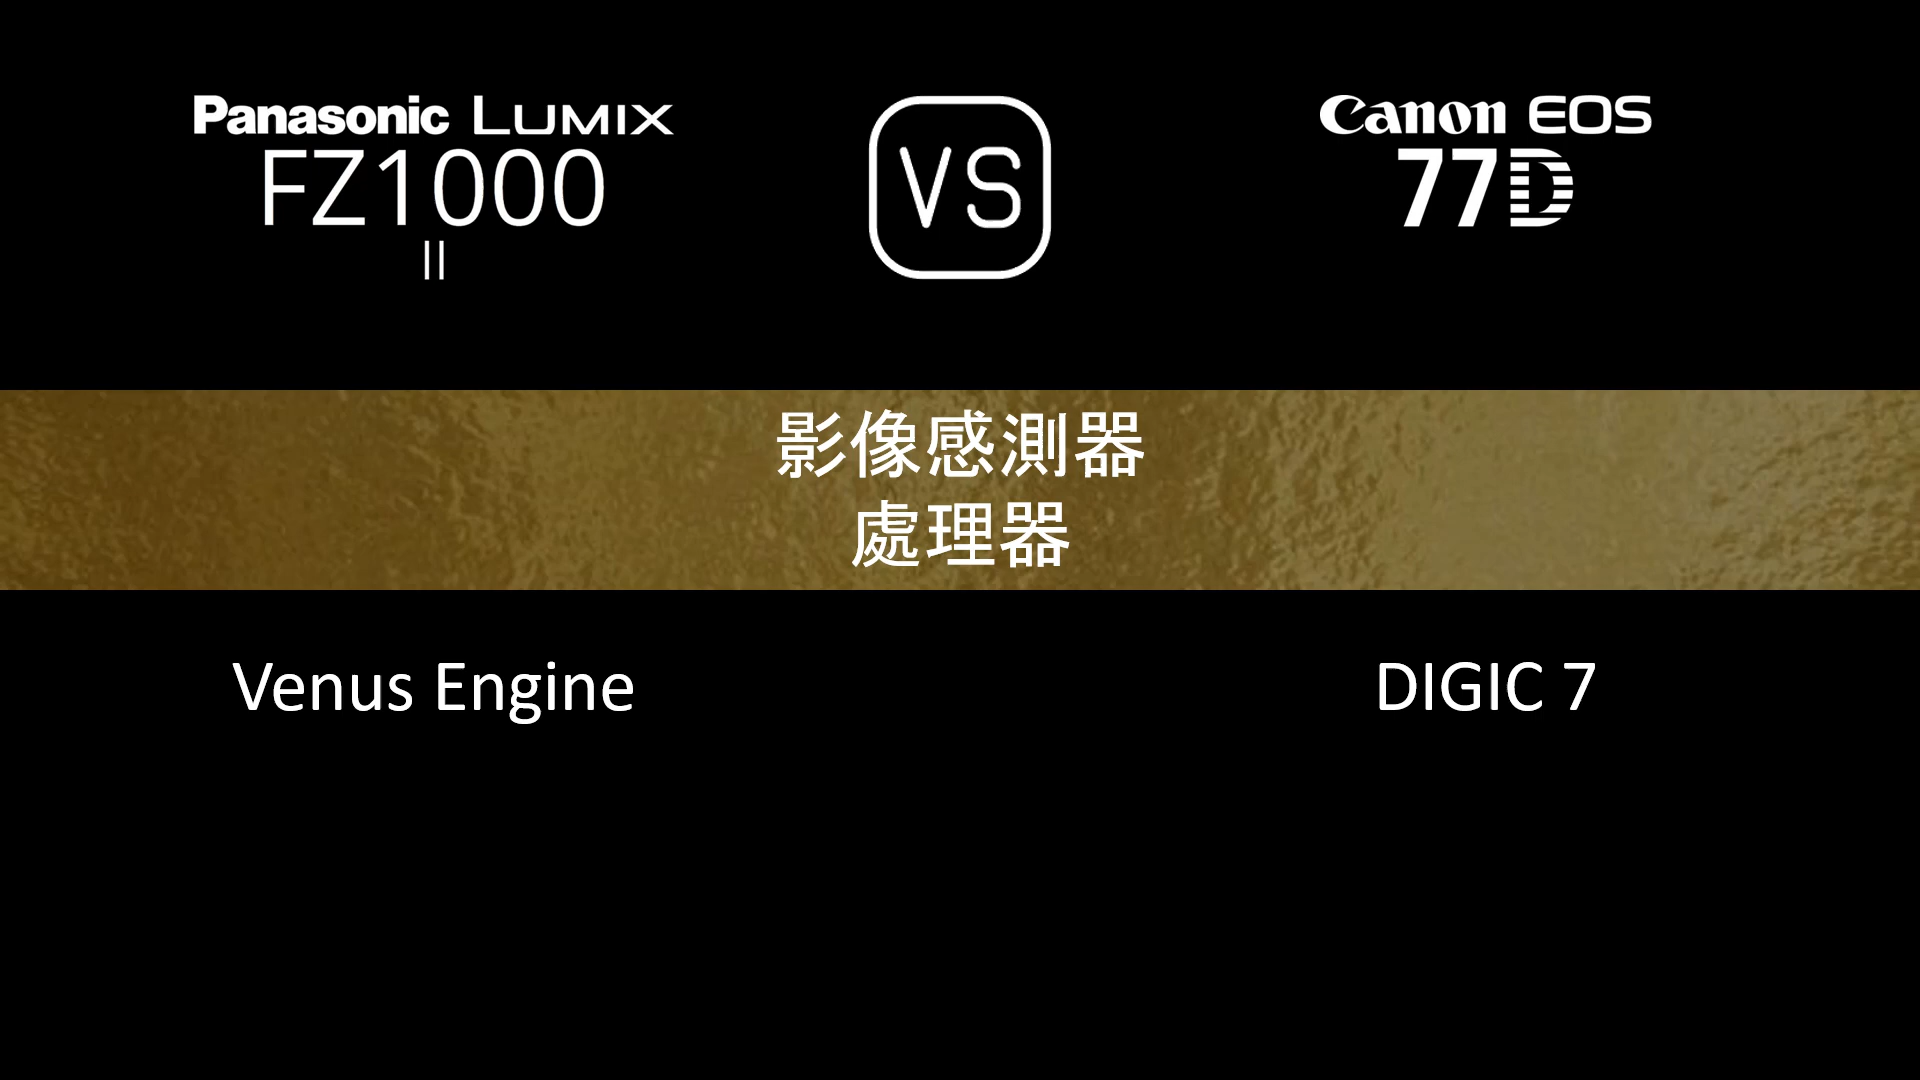 Panasonic LUMIX
FZ1000
II
VS
Canon EOS
77D
影像感測器
處理器
Venus Engine
DIGIC 7